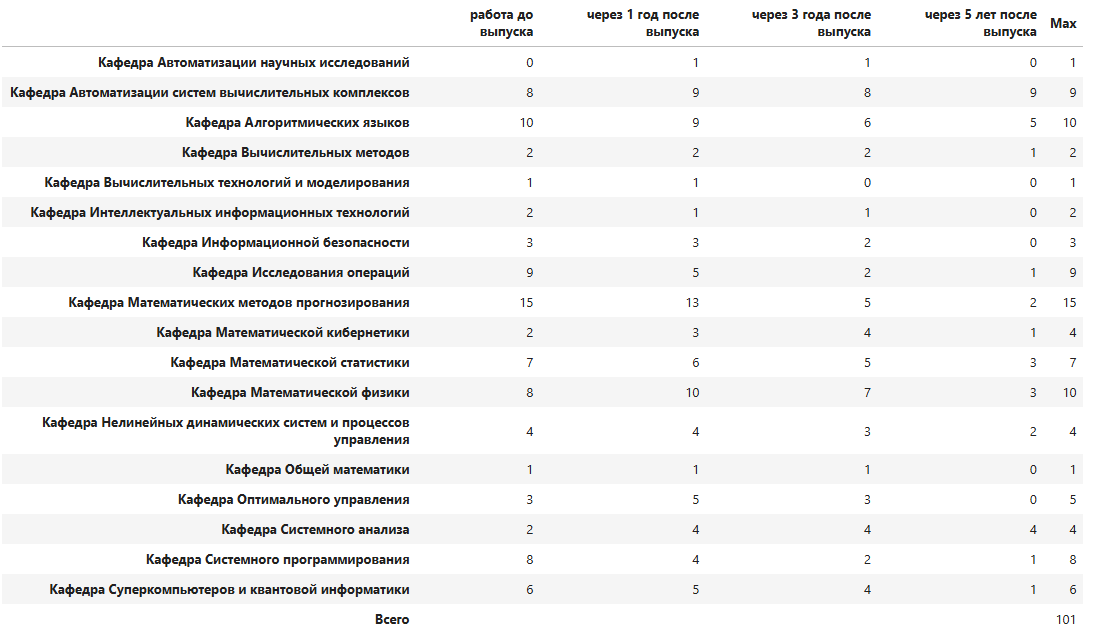 работа до выпуска через 1 год после выпуска через 3 года после выпуска через 5 лет после выпуска Max
Кафедра Автоматизации научных исследований 0 1 1 0 1
Кафедра Автоматизации систем вычислительных комплексов 8 9 8 9 9
Кафедра Алгоритмических языков 10 9 6 5 10
Кафедра Вычислительных методов 2 2 2 1 2
Кафедра Вычислительных технологий и моделирования 1 1 0 0 1
Кафедра Интеллектуальных информационных технологий 2 1 1 0 2
Кафедра Информационной безопасности 3 3 2 0 3
Кафедра Исследования операций 9 5 2 1 9
Кафедра Математических методов прогнозирования 15 13 5 2 15
Кафедра Математической кибернетики 2 3 4 1 4
Кафедра Математической статистики 7 6 5 3 7
Кафедра Математической физики 8 10 7 3 10
Кафедра Нелинейных динамических систем и процессов управления 4 4 3 2 4
Кафедра Общей математики 1 1 1 0 1
Кафедра Оптимального управления 3 5 3 0 5
Кафедра Системного анализа 2 4 4 4 4
Кафедра Системного программирования 8 4 2 1 8
Кафедра Суперкомпьютеров и квантовой информатики 6 5 4 1 6
Всего 101